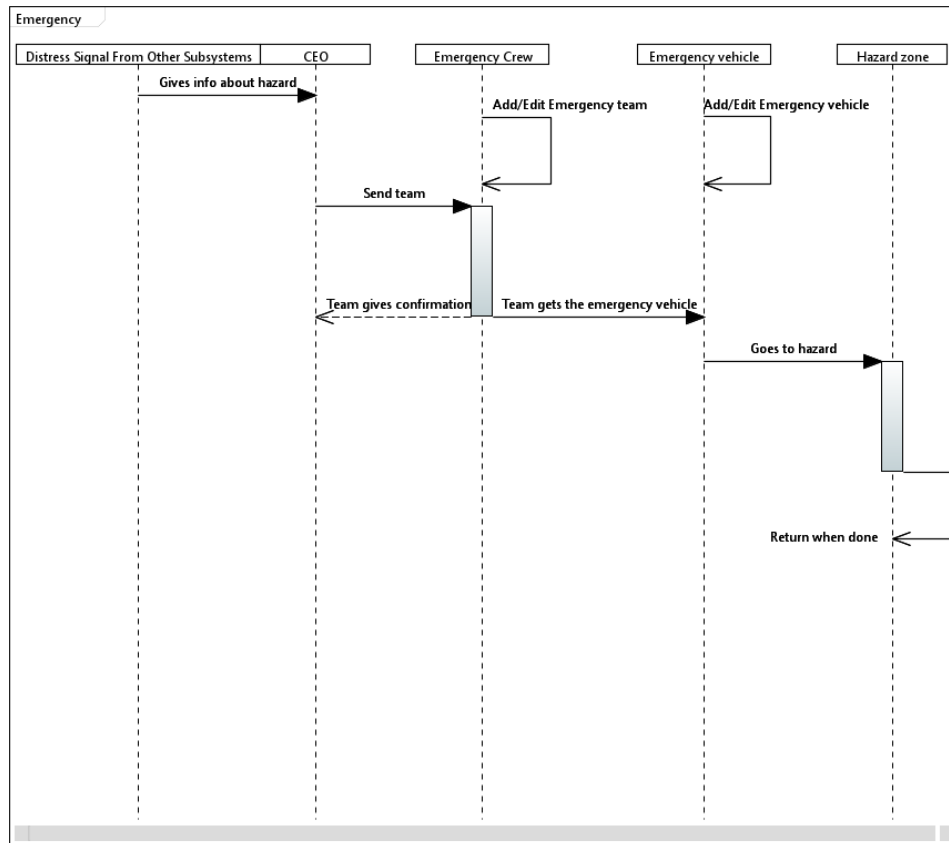 Emergency
Distress Signal From Other Subsystems
CEO
Emergency Crew
Emergency vehicle
Hazard zone
Gives info about hazard
Add/Edit Emergency team
Add/Edit Emergency vehicle
Send team
Team gives confirmation
Team gets the emergency vehicle
Goes to hazard
Return when done